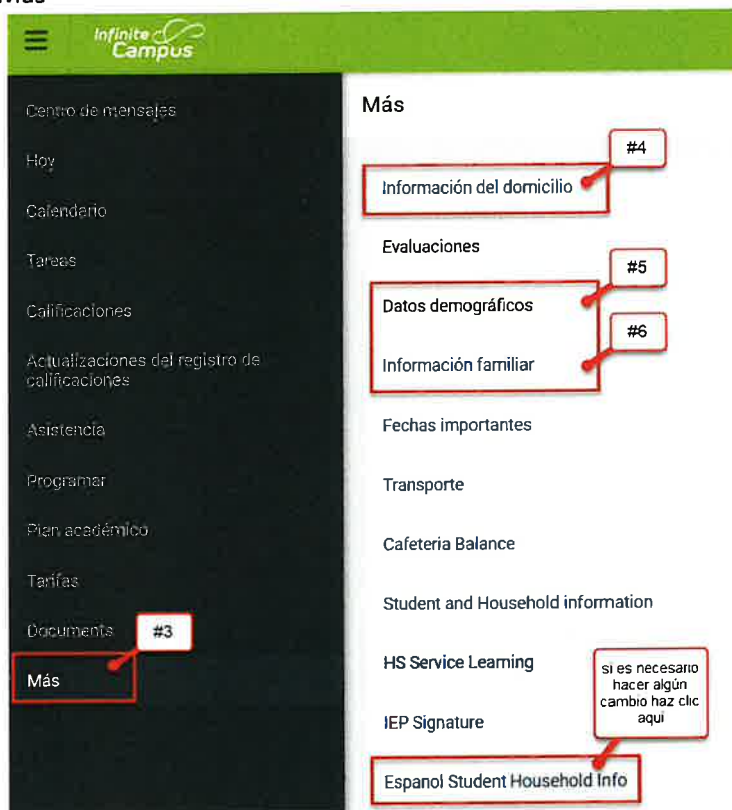 Más
Infinite
Campus
Centro de mensajes
Hoy
Calendario
Tareas
Calificaciones
Actualizaciones del registro de
calificaciones
Asistencia
Programar
Plan académico
Tarifas
Documents
#3
Más
Más
#4
Información del domicilio
Evaluaciones
#5
Datos demográficos
#6
Información familiar
Fechas importantes
Transporte
Cafeteria Balance
Student and Household information
HS Service Learning
si es necesario
hacer algún
cambio haz clic
aquí
IEP Signature
Espanol Student Household Info